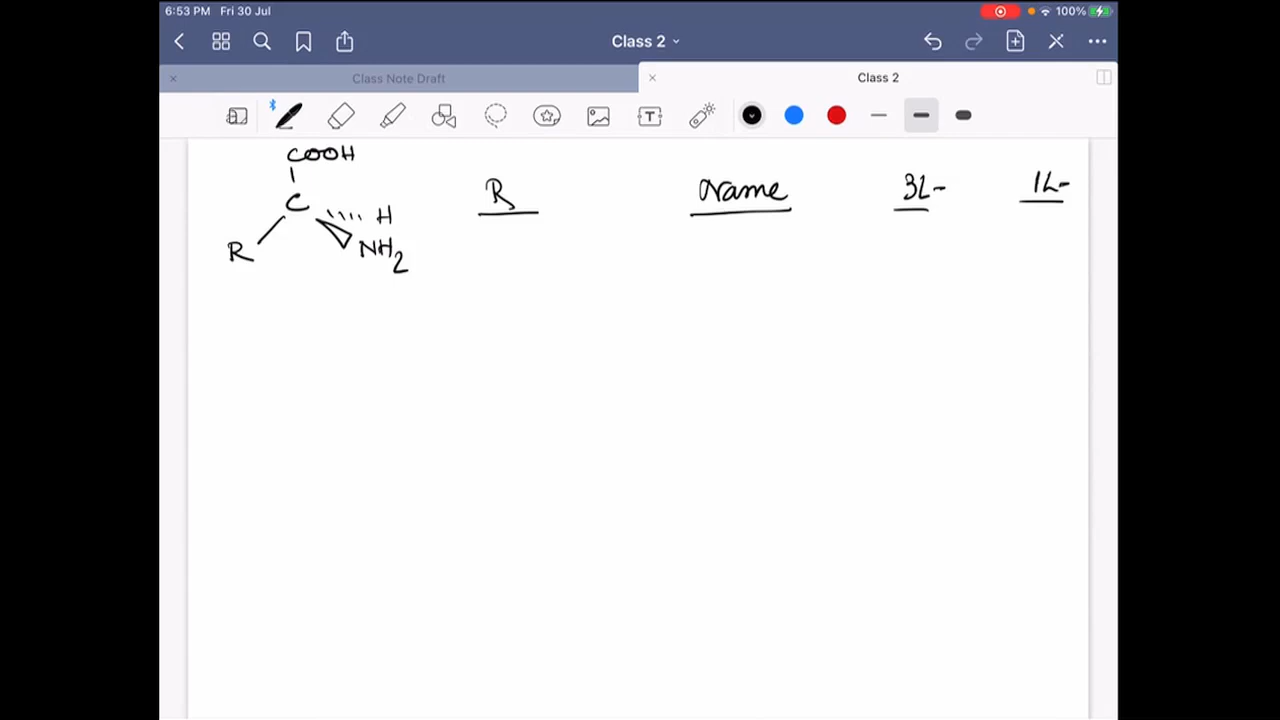 6:53 PM Fri 30 Jul
100%
Class 2
Class Note Draft
Class 2
COOH
C
H
R
NH2
R
Name
3L-
1L-